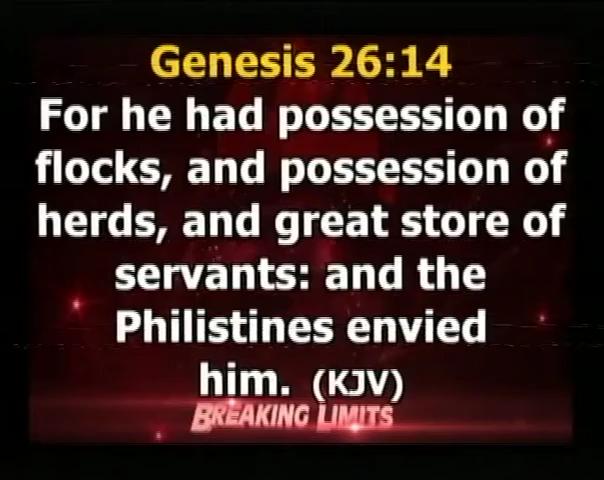 Genesis 26:14
For he had possession of
flocks, and possession of
herds, and great store of
servants: and the
Philistines envied
him. (KJV)
BREAKING LIMITS